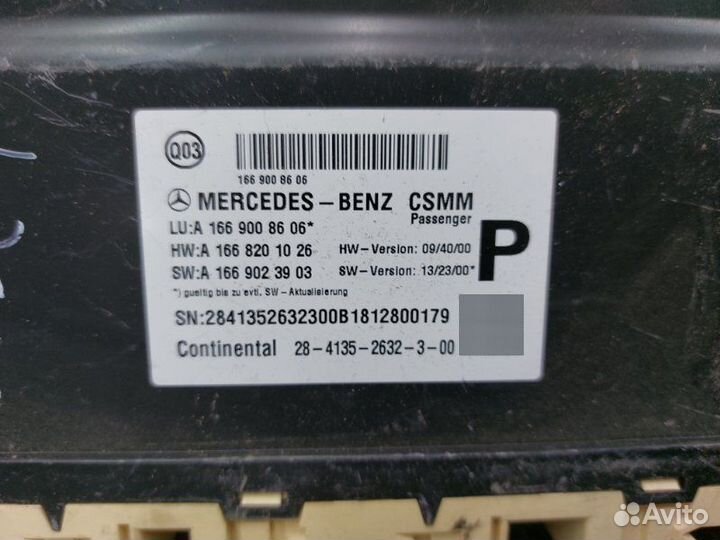 Q03
166 900 86 06
MERCEDES-BENZ CSMM
Passenger
LU:A 166 900 86 06*
HW:A 166 820 10 26 HW-Version: 09/40/00
SW:A 166 902 39 03 SW-Version: 13/23/00*
P
*) gueltig bis zu evtl. SW-Aktualisierung
SN:2841352632300B1812800179
Continental 28-4135-2632-3-00
Avito